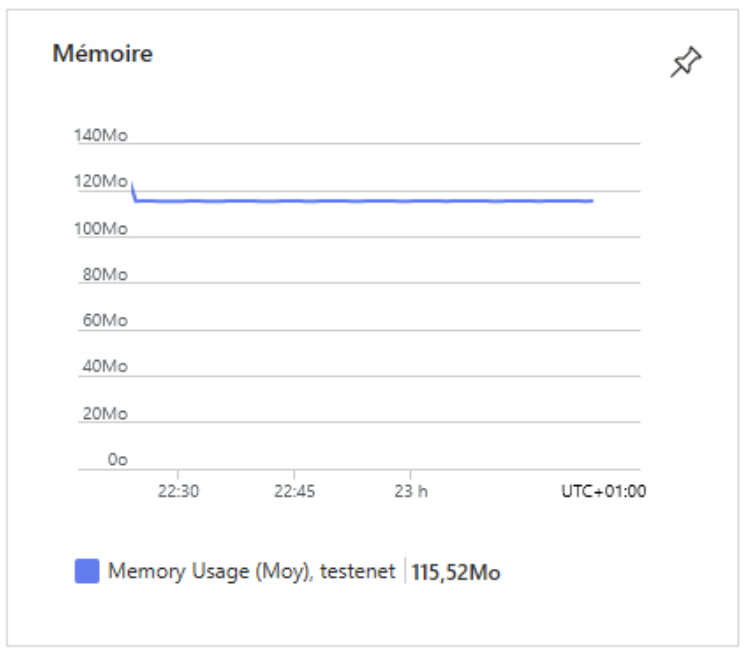 Mémoire
140Mo
120Mo
100Mo
80Mo
60Mo
40Mo
20Mo
0o
22:30 22:45 23 h UTC+01:00
Memory Usage (Moy), testenet 115,52Mo